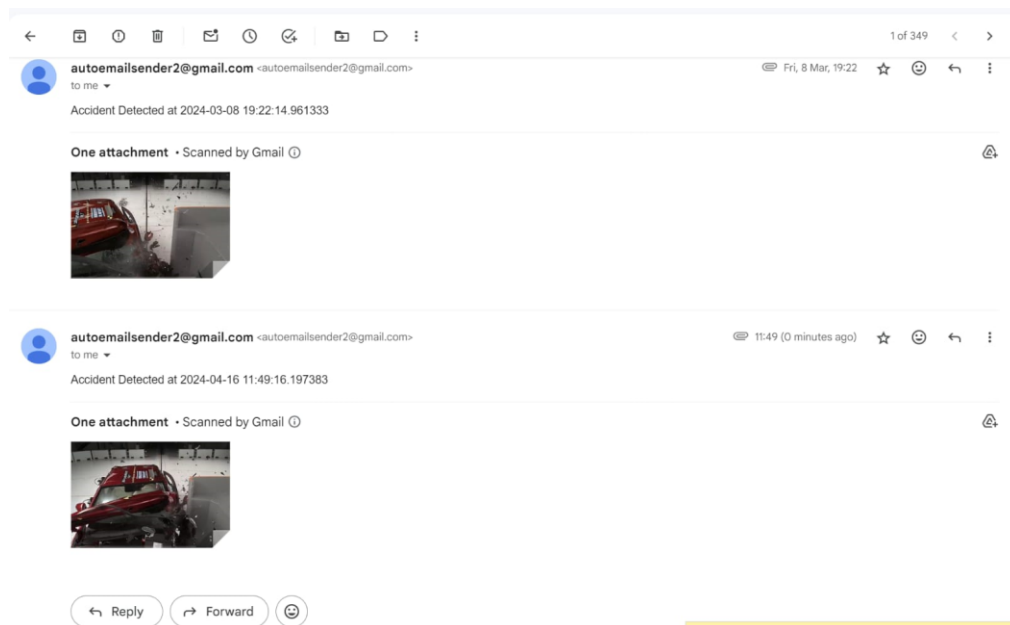 1 of 349
autoemailsender2@gmail.com <autoemailsender2@gmail.com> Fri, 8 Mar, 19:22
to me
Accident Detected at 2024-03-08 19:22:14.961333
One attachment • Scanned by Gmail
autoemailsender2@gmail.com <autoemailsender2@gmail.com> 11:49 (0 minutes ago)
to me
Accident Detected at 2024-04-16 11:49:16.197383
One attachment • Scanned by Gmail
Reply Forward